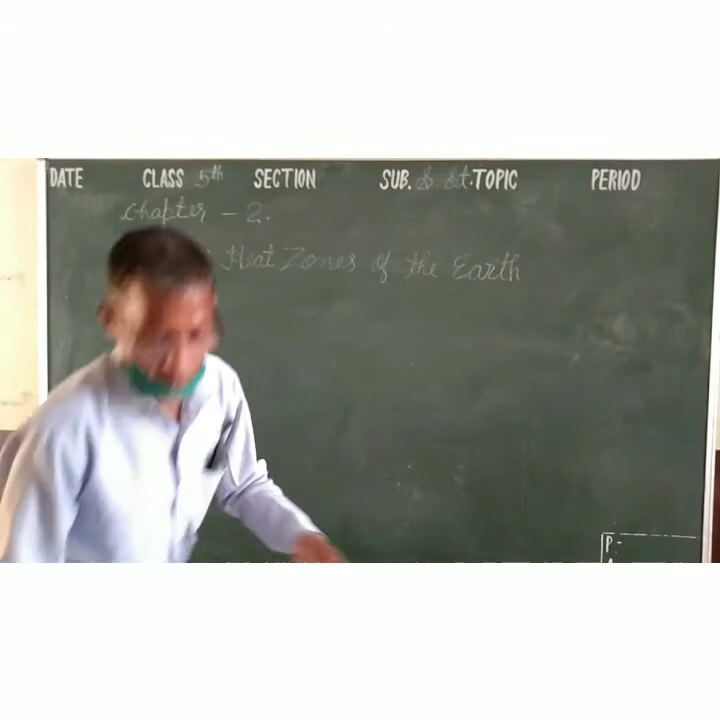 DATE CLASS 5th SECTION SUB. S.St. TOPIC PERIOD
Chapter - 2.
Heat Zones of the Earth
P -